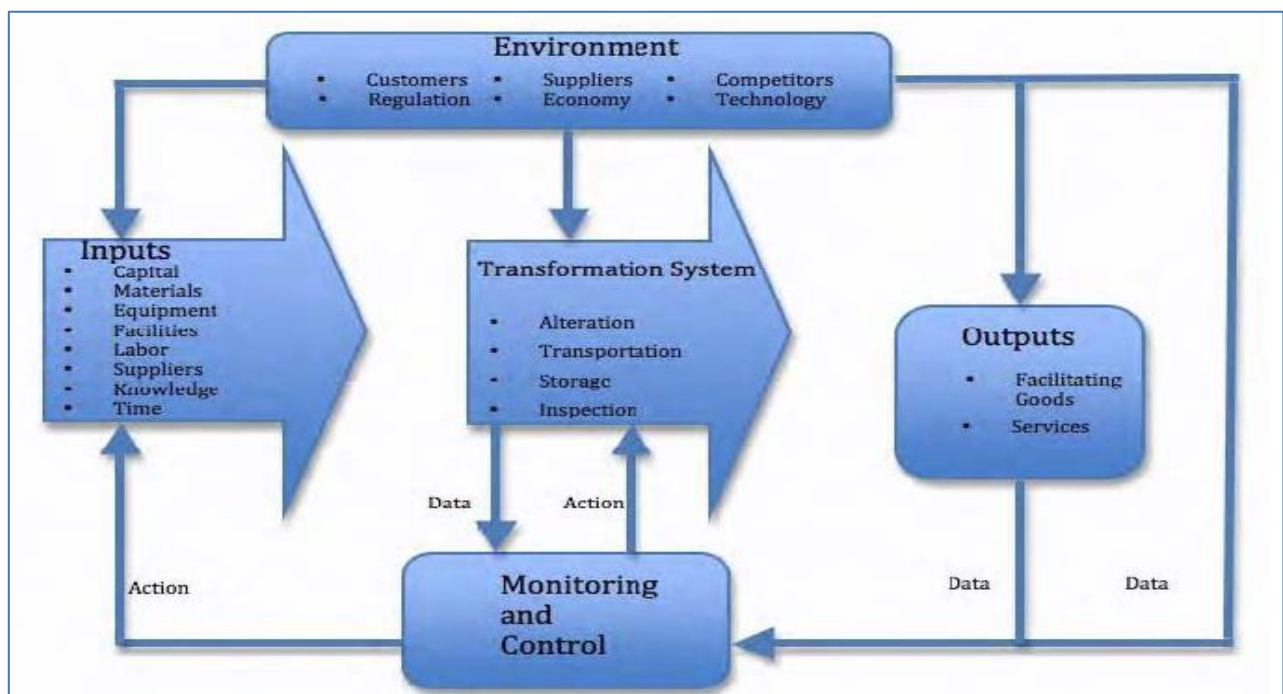 Environment
▪ Customers ▪ Suppliers ▪ Competitors
▪ Regulation ▪ Economy ▪ Technology
Inputs
▪ Capital
▪ Materials
▪ Equipment
▪ Facilities
▪ Labor
▪ Suppliers
▪ Knowledge
▪ Time
Transformation System
▪ Alteration
▪ Transportation
▪ Storage
▪ Inspection
Outputs
▪ Facilitating
Goods
▪ Services
Data
Action
Monitoring
and
Control
Action
Data
Data